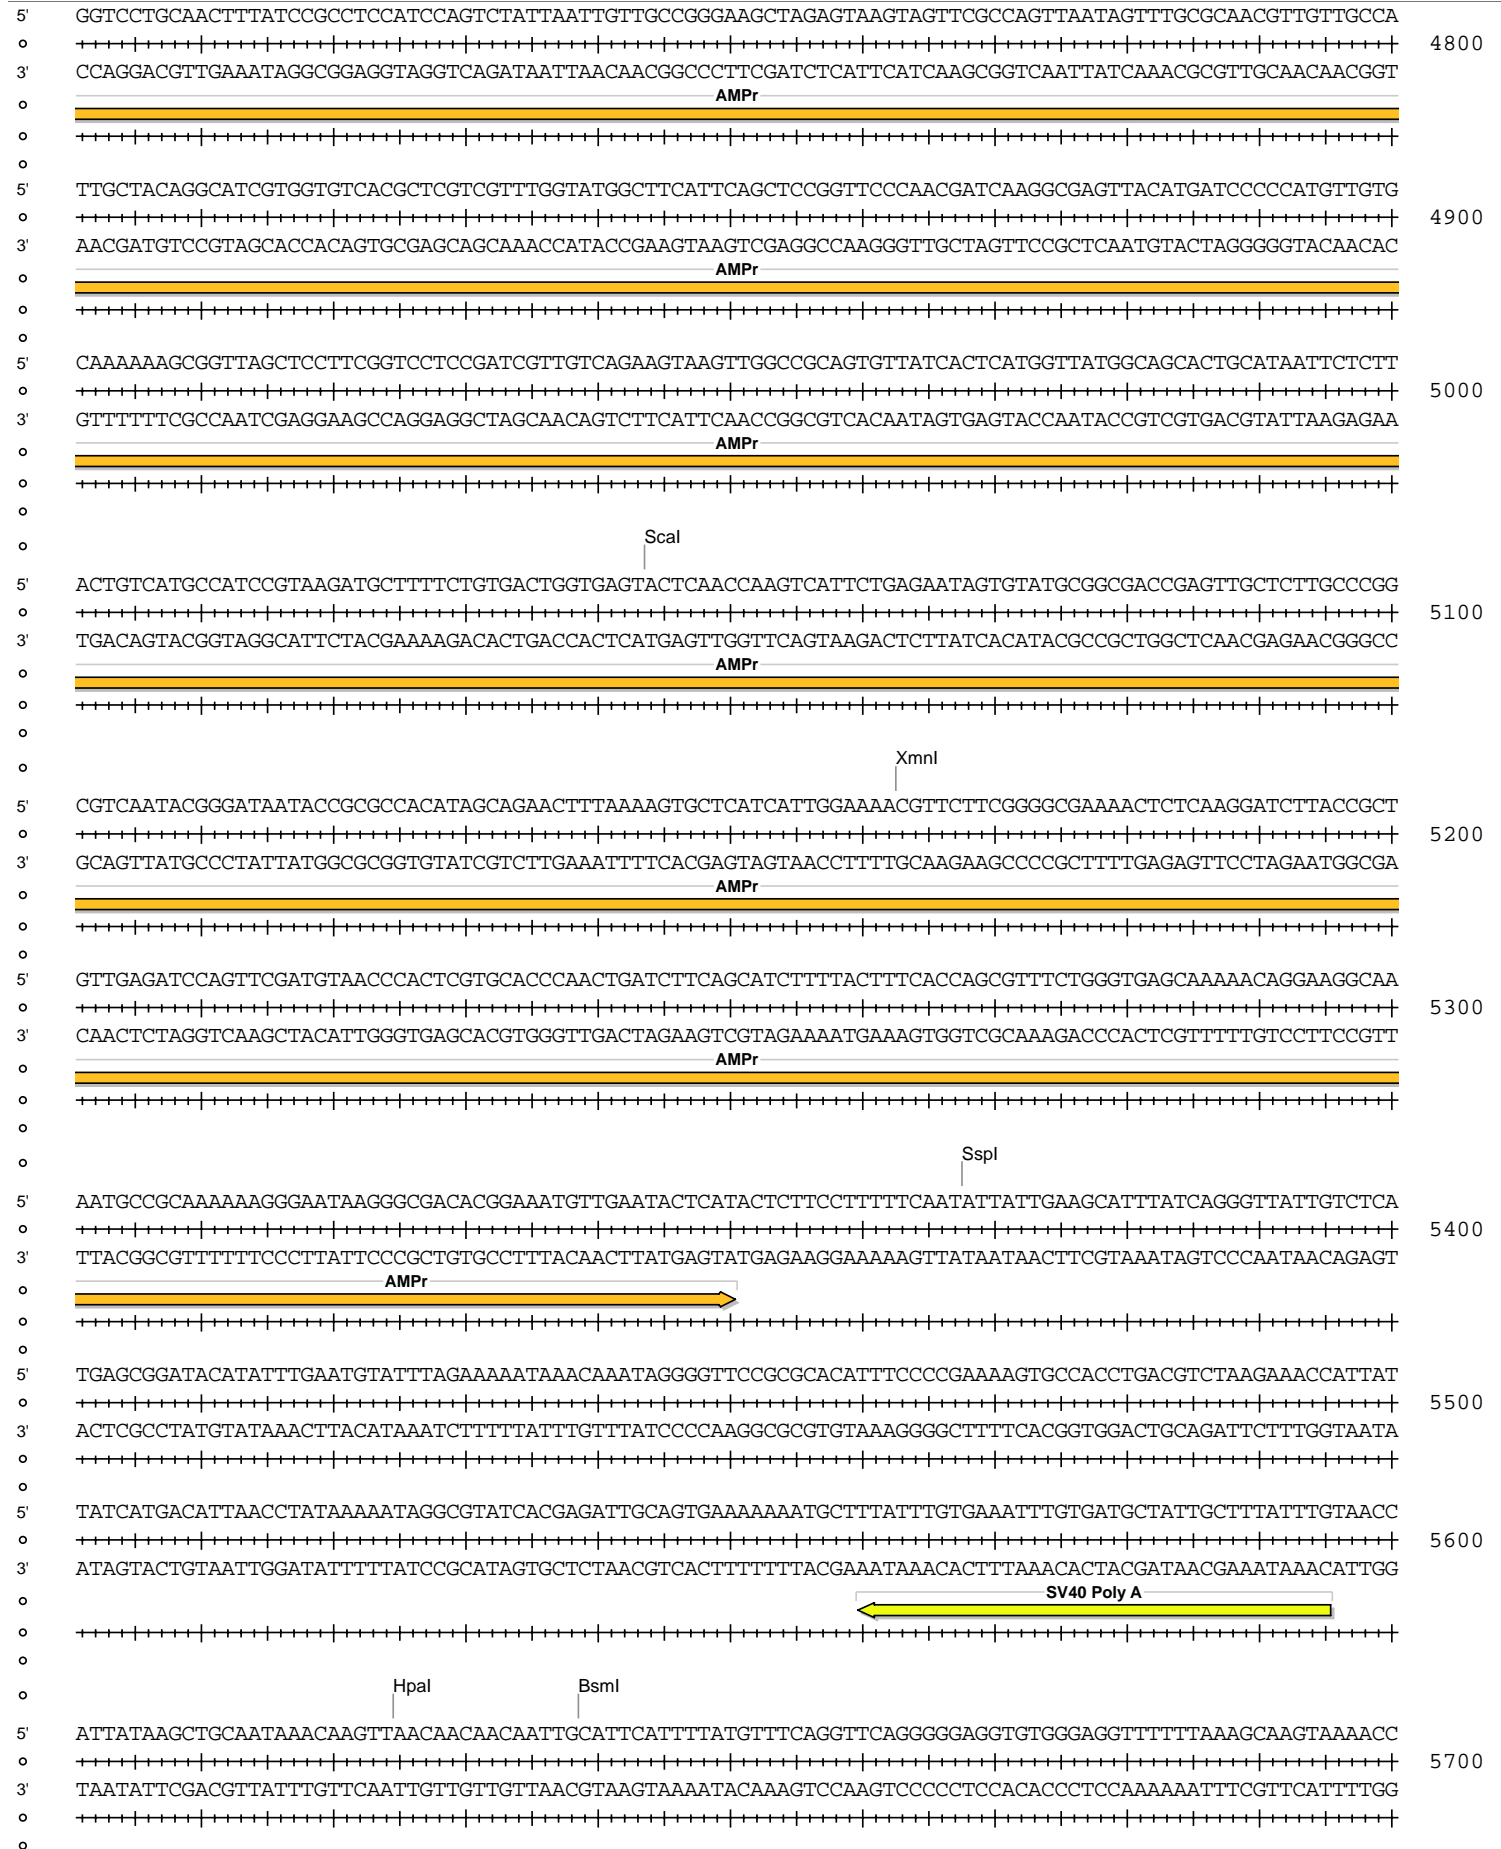 5' GGTCCTGCAACTTTATCCGCCTCCATCCAGTCTATTAATTGTTGCCGGGAAGCTAGAGTAAGTAGTTCGCCAGTTAATAGTTTGCGCAACGTTGTTGCCA
4800
3' CCAGGACGTTGAAATAGGCGGAGGTAGGTCAGATAATTAACAACGGCCCTTCGATCTCATTCATCAAGCGGTCAATTATCAAACGCGTTGCAACAACGGT
AMPr
5' TTGCTACAGGCATCGTGGTGTCACGCTCGTCGTTTGGTATGGCTTCATTCAGCTCCGGTTCCCAACGATCAAGGCGAGTTACATGATCCCCCATGTTGTG
4900
3' AACGATGTCCGTAGCACCACAGTGCGAGCAGCAAACCATACCGAAGTAAGTCGAGGCCAAGGGTTGCTAGTTCCGCTCAATGTACTAGGGGGTACAACAC
AMPr
5' CAAAAAAGCGGTTAGCTCCTTCGGTCCTCCGATCGTTGTCAGAAGTAAGTTGGCCGCAGTGTTATCACTCATGGTTATGGCAGCACTGCATAATTCTCTT
5000
3' GTTTTTTCGCCAATCGAGGAAGCCAGGAGGCTAGCAACAGTCTTCATTCAACCGGCGTCACAATAGTGAGTACCAATACCGTCGTGACGTATTAAGAGAA
AMPr
ScaI
5' ACTGTCATGCCATCCGTAAGATGCTTTTCTGTGACTGGTGAGTACTCAACCAAGTCATTCTGAGAATAGTGTATGCGGCGACCGAGTTGCTCTTGCCCGG
5100
3' TGACAGTACGGTAGGCATTCTACGAAAAGACACTGACCACTCATGAGTTGGTTCAGTAAGACTCTTATCACATACGCCGCTGGCTCAACGAGAACGGGCC
AMPr
XmnI
5' CGTCAATACGGGATAATACCGCGCCACATAGCAGAACTTTAAAAGTGCTCATCATTGGAAAACGTTCTTCGGGGCGAAAACTCTCAAGGATCTTACCGCT
5200
3' GCAGTTATGCCCTATTATGGCGCGGTGTATCGTCTTGAAATTTTCACGAGTAGTAACCTTTTGCAAGAAGCCCCGCTTTTGAGAGTTCCTAGAATGGCGA
AMPr
5' GTTGAGATCCAGTTCGATGTAACCCACTCGTGCACCCAACTGATCTTCAGCATCTTTTACTTTCACCAGCGTTTCTGGGTGAGCAAAAACAGGAAGGCAA
5300
3' CAACTCTAGGTCAAGCTACATTGGGTGAGCACGTGGGTTGACTAGAAGTCGTAGAAAATGAAAGTGGTCGCAAAGACCCACTCGTTTTTGTCCTTCCGTT
AMPr
SspI
5' AATGCCGCAAAAAAGGGAATAAGGGCGACACGGAAATGTTGAATACTCATACTCTTCCTTTTTCAATATTATTGAAGCATTTATCAGGGTTATTGTCTCA
5400
3' TTACGGCGTTTTTTCCCTTATTCCCGCTGTGCCTTTACAACTTATGAGTATGAGAAGGAAAAAGTTATAATAACTTCGTAAATAGTCCCAATAACAGAGT
AMPr
5' TGAGCGGATACATATTTGAATGTATTTAGAAAAATAAACAAATAGGGGTTCCGCGCACATTTCCCCGAAAAGTGCCACCTGACGTCTAAGAAACCATTAT
5500
3' ACTCGCCTATGTATAAACTTACATAAATCTTTTTATTTGTTTATCCCCAAGGCGCGTGTAAAGGGGCTTTTCACGGTGGACTGCAGATTCTTTGGTAATA
5' TATCATGACATTAACCTATAAAAATAGGCGTATCACGAGATTGCAGTGAAAAAAATGCTTTATTTGTGAAATTTGTGATGCTATTGCTTTATTTGTAACC
5600
3' ATAGTACTGTAATTGGATATTTTTATCCGCATAGTGCTCTAACGTCACTTTTTTTACGAAATAAACACTTTAAACACTACGATAACGAAATAAACATTGG
SV40 Poly A
HpaI BsmI
5' ATTATAAGCTGCAATAAACAAGTTAACAACAACAATTGCATTCATTTTATGTTTCAGGTTCAGGGGGAGGTGTGGGAGGTTTTTTAAAGCAAGTAAAACC
5700
3' TAATATTCGACGTTATTTGTTCAATTGTTGTTGTTAACGTAAGTAAAATACAAAGTCCAAGTCCCCCTCCACACCCTCCAAAAAATTTCGTTCATTTTGG